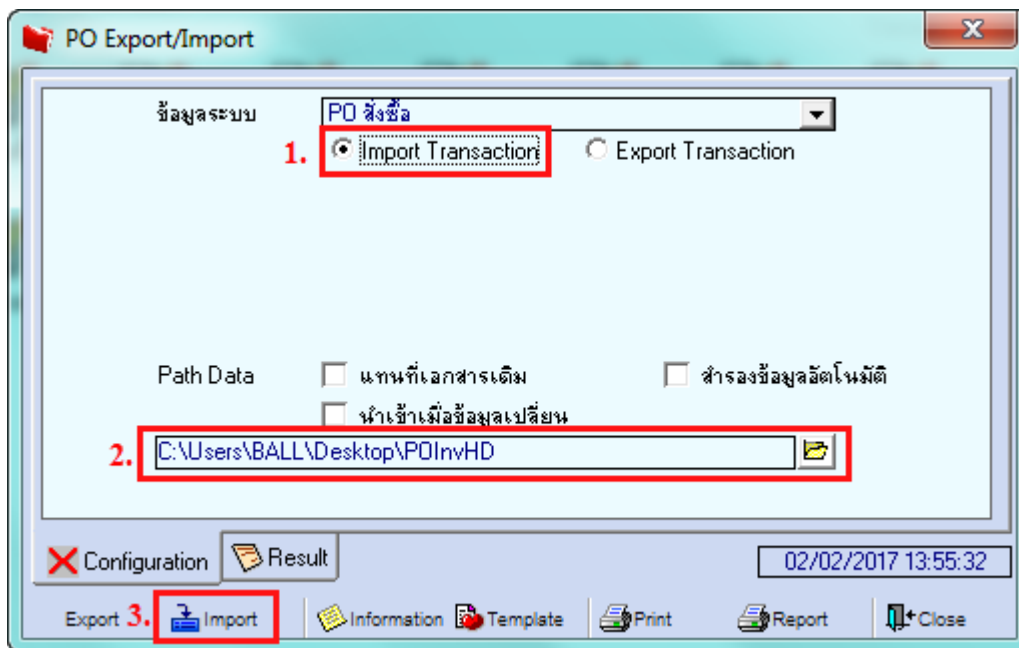 PO Export/Import
X
ข้อมูลระบบ PO สั่งซื้อ
1. Import Transaction Export Transaction
Path Data แทนที่เอกสารเดิม สำรองข้อมูลอัตโนมัติ
นำเข้าเมื่อข้อมูลเปลี่ยน
2. C:\Users\BALL\Desktop\POInvHD
Configuration Result 02/02/2017 13:55:32
Export 3. Import Information Template Print Report Close